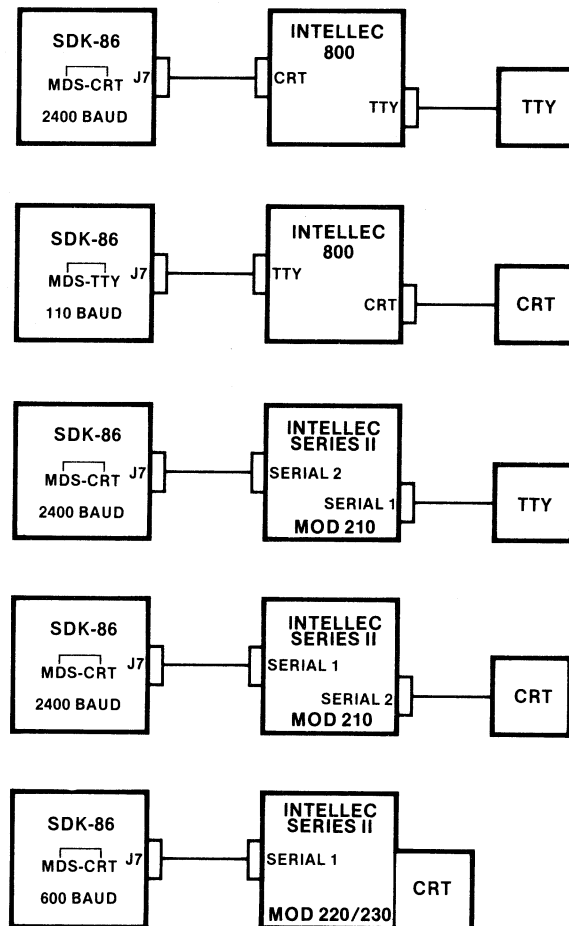 SDK-86
MDS-CRT J7
2400 BAUD
INTELLEC
800
CRT
TTY
TTY
SDK-86
MDS-TTY J7
110 BAUD
INTELLEC
800
TTY
CRT
CRT
SDK-86
MDS-CRT J7
2400 BAUD
INTELLEC
SERIES II
SERIAL 2
SERIAL 1
MOD 210
TTY
SDK-86
MDS-CRT J7
2400 BAUD
INTELLEC
SERIES II
SERIAL 1
SERIAL 2
MOD 210
CRT
SDK-86
MDS-CRT J7
600 BAUD
INTELLEC
SERIES II
SERIAL 1
MOD 220/230
CRT